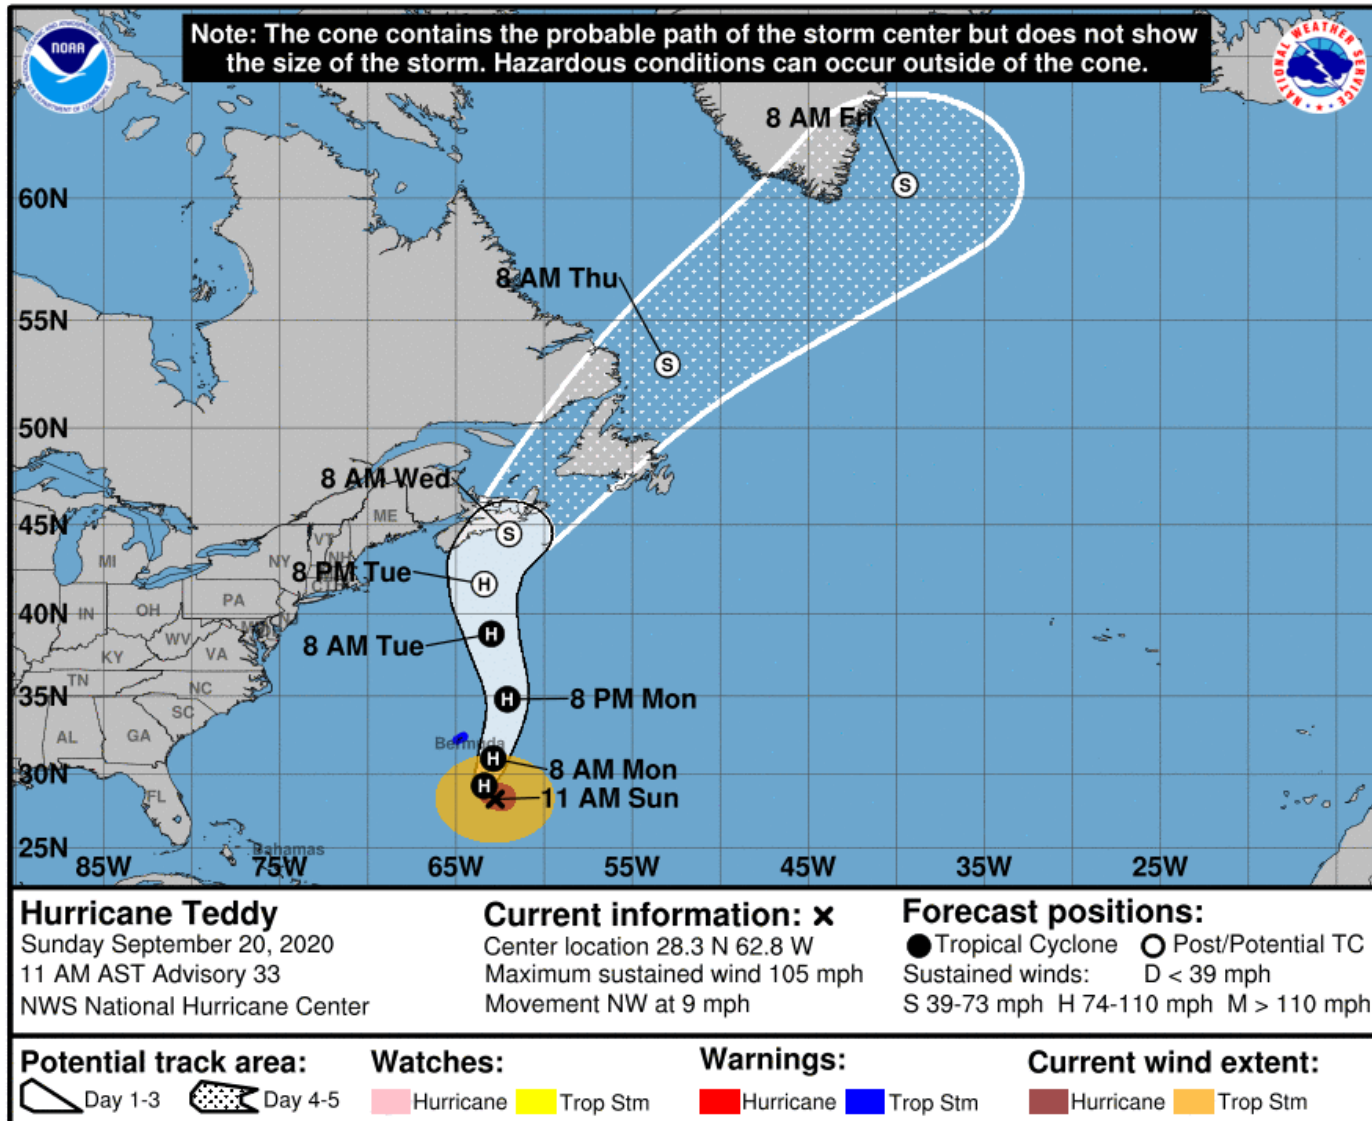 Note: The cone contains the probable path of the storm center but does not show
the size of the storm. Hazardous conditions can occur outside of the cone.
NOAA
NATIONAL WEATHER SERVICE
8 AM Fri
60N
8 AM Thu
55N
50N
8 AM Wed
45N
ME
VT
NH
MI
NY
8 PM Tue
CT
PA
IN
OH
NJ
40N
WV
8 AM Tue
KY
VA
TN
NC
35N
8 PM Mon
SC
AL
GA
Bermuda
30N
8 AM Mon
FL
11 AM Sun
25N
Bahamas
85W
75W
65W
55W
45W
35W
25W
S
S
S
H
H
H
H
H
Hurricane Teddy
Sunday September 20, 2020
11 AM AST Advisory 33
NWS National Hurricane Center
Current information: ×
Center location 28.3 N 62.8 W
Maximum sustained wind 105 mph
Movement NW at 9 mph
Forecast positions:
Tropical Cyclone Post/Potential TC
Sustained winds: D < 39 mph
S 39-73 mph H 74-110 mph M > 110 mph
Potential track area:
Day 1-3 Day 4-5
Watches:
Hurricane Trop Stm
Warnings:
Hurricane Trop Stm
Current wind extent:
Hurricane Trop Stm